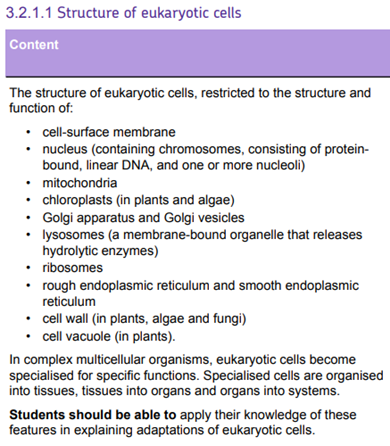 3.2.1.1 Structure of eukaryotic cells
Content
The structure of eukaryotic cells, restricted to the structure and
function of:
• cell-surface membrane
• nucleus (containing chromosomes, consisting of protein-
bound, linear DNA, and one or more nucleoli)
• mitochondria
• chloroplasts (in plants and algae)
• Golgi apparatus and Golgi vesicles
• lysosomes (a membrane-bound organelle that releases
hydrolytic enzymes)
• ribosomes
• rough endoplasmic reticulum and smooth endoplasmic
reticulum
• cell wall (in plants, algae and fungi)
• cell vacuole (in plants).
In complex multicellular organisms, eukaryotic cells become
specialised for specific functions. Specialised cells are organised
into tissues, tissues into organs and organs into systems.
Students should be able to apply their knowledge of these
features in explaining adaptations of eukaryotic cells.